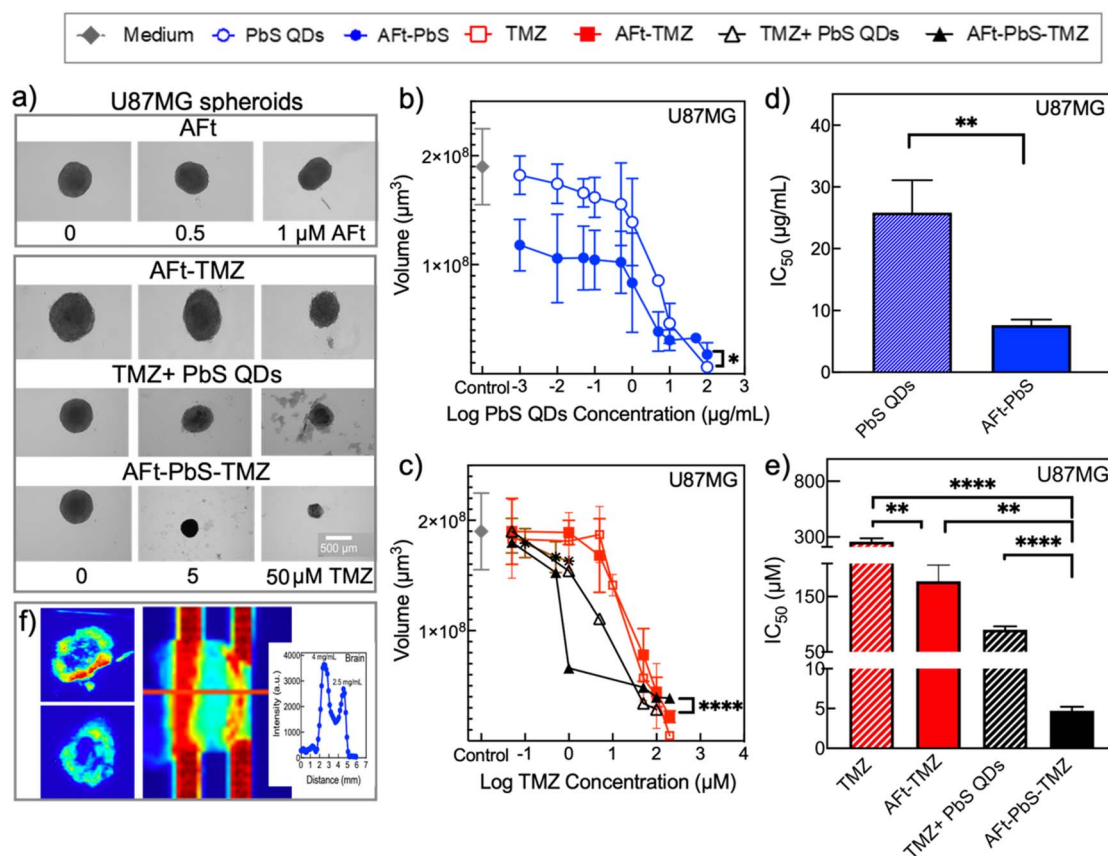 Medium PbS QDs AFt-PbS TMZ AFt-TMZ TMZ+ PbS QDs AFt-PbS-TMZ
a)
U87MG spheroids
AFt
0 0.5 1 µM AFt
AFt-TMZ
TMZ+ PbS QDs
AFt-PbS-TMZ
500 µm
0 5 50 µM TMZ
b)
U87MG
Volume (µm³)
2×10⁸
1×10⁸
Control -3 -2 -1 0 1 2 3
Log PbS QDs Concentration (µg/mL)
*
c)
U87MG
Volume (µm³)
2×10⁸
1×10⁸
****
Control 0 1 2 3 4
Log TMZ Concentration (µM)
d)
U87MG
**
IC₅₀ (µg/mL)
40
30
20
10
0
PbS QDs
AFt-PbS
e)
U87MG
****
**
**
****
IC₅₀ (µM)
800
300
150
50
10
5
0
TMZ
AFt-TMZ
TMZ+ PbS QDs
AFt-PbS-TMZ
f)
Brain
4 mg/mL
2.5 mg/mL
Intensity (a.u.)
4000
3000
2000
1000
0
0 1 2 3 4 5 6 7
Distance (mm)